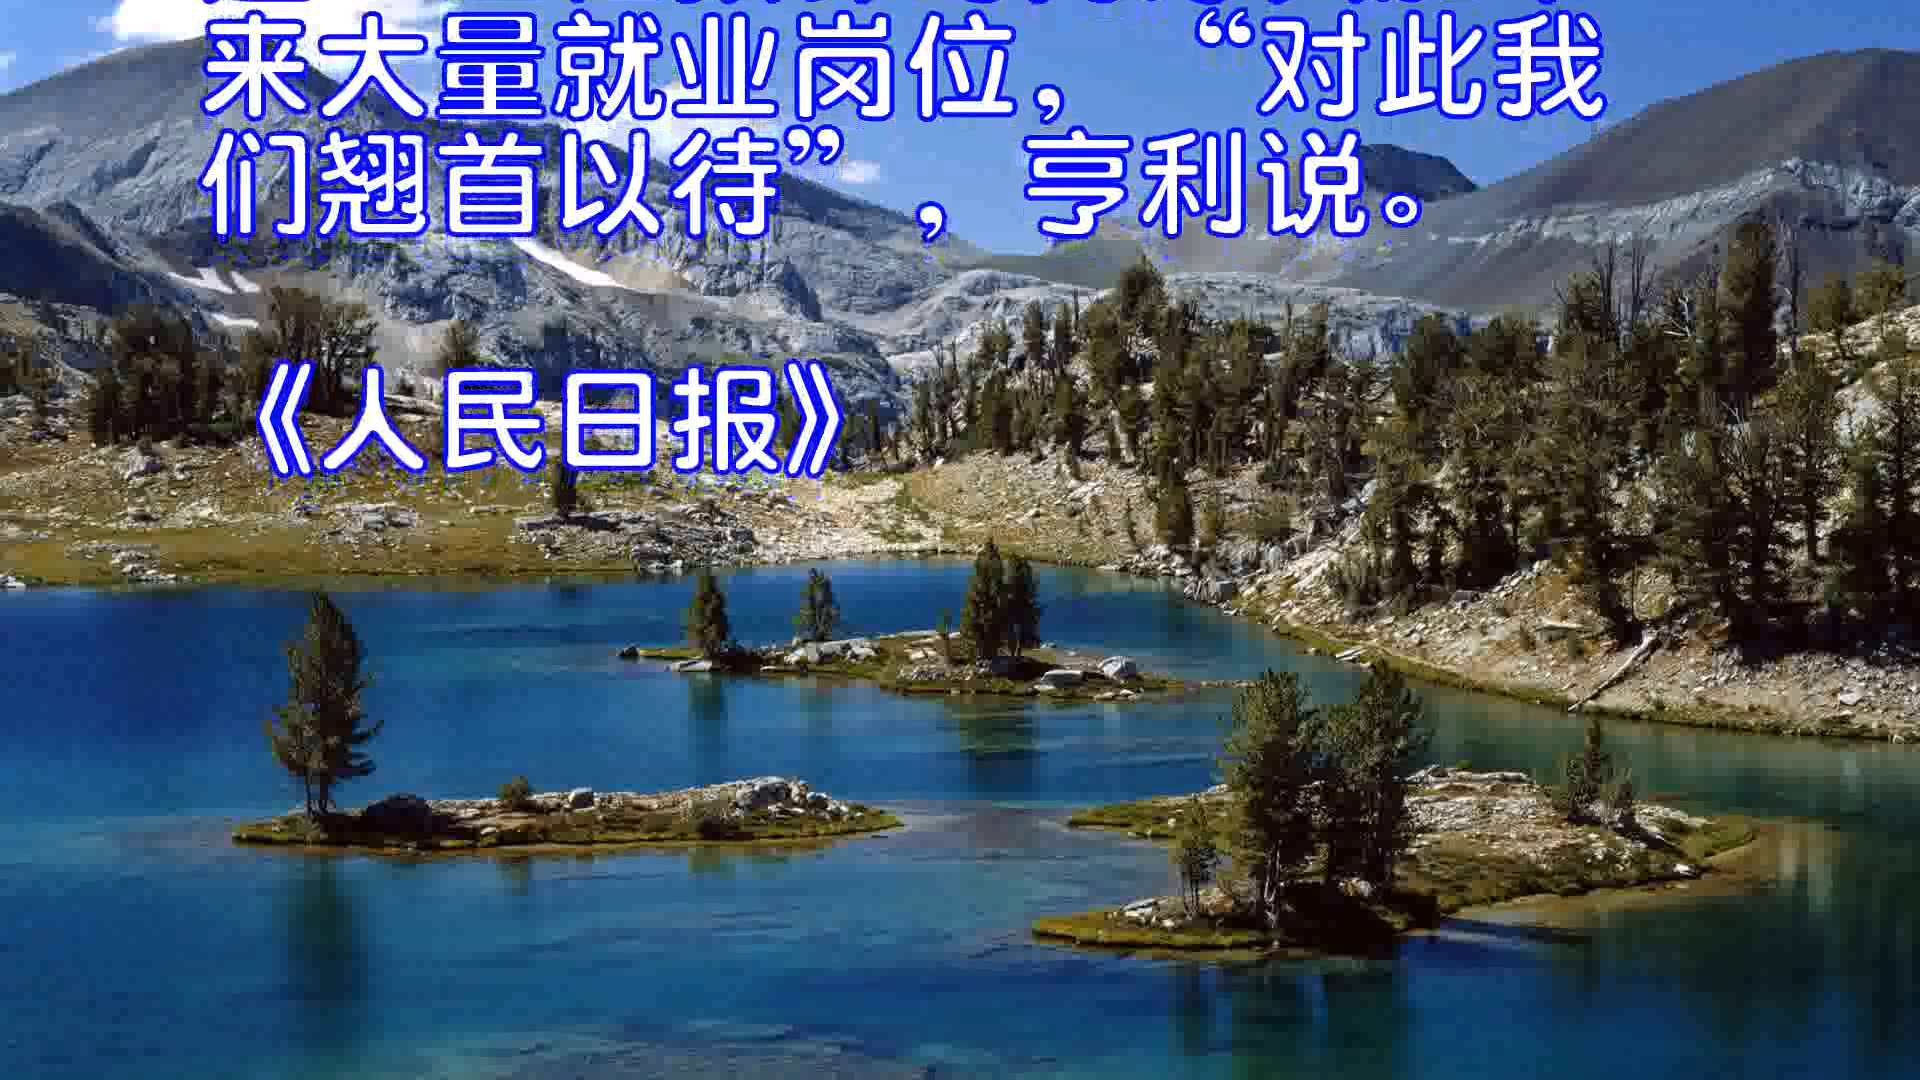 来大量就业岗位，“对此我
们翘首以待”，亨利说。
《人民日报》